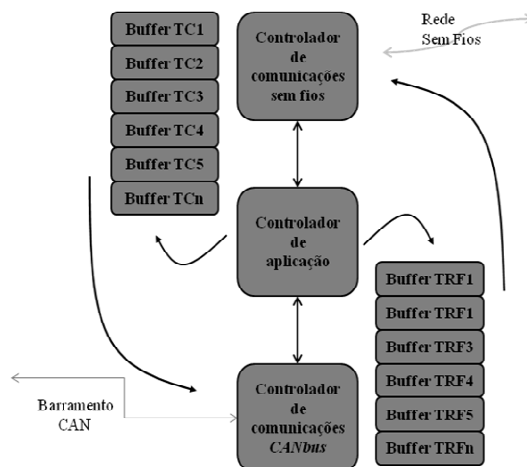 Buffer TC1
Buffer TC2
Buffer TC3
Buffer TC4
Buffer TC5
Buffer TCn
Controlador
de
comunicações
sem fios
Rede
Sem Fios
Controlador
de
aplicação
Buffer TRF1
Buffer TRF1
Buffer TRF3
Buffer TRF4
Buffer TRF5
Buffer TRFn
Barramento
CAN
Controlador
de
comunicações
CANbus